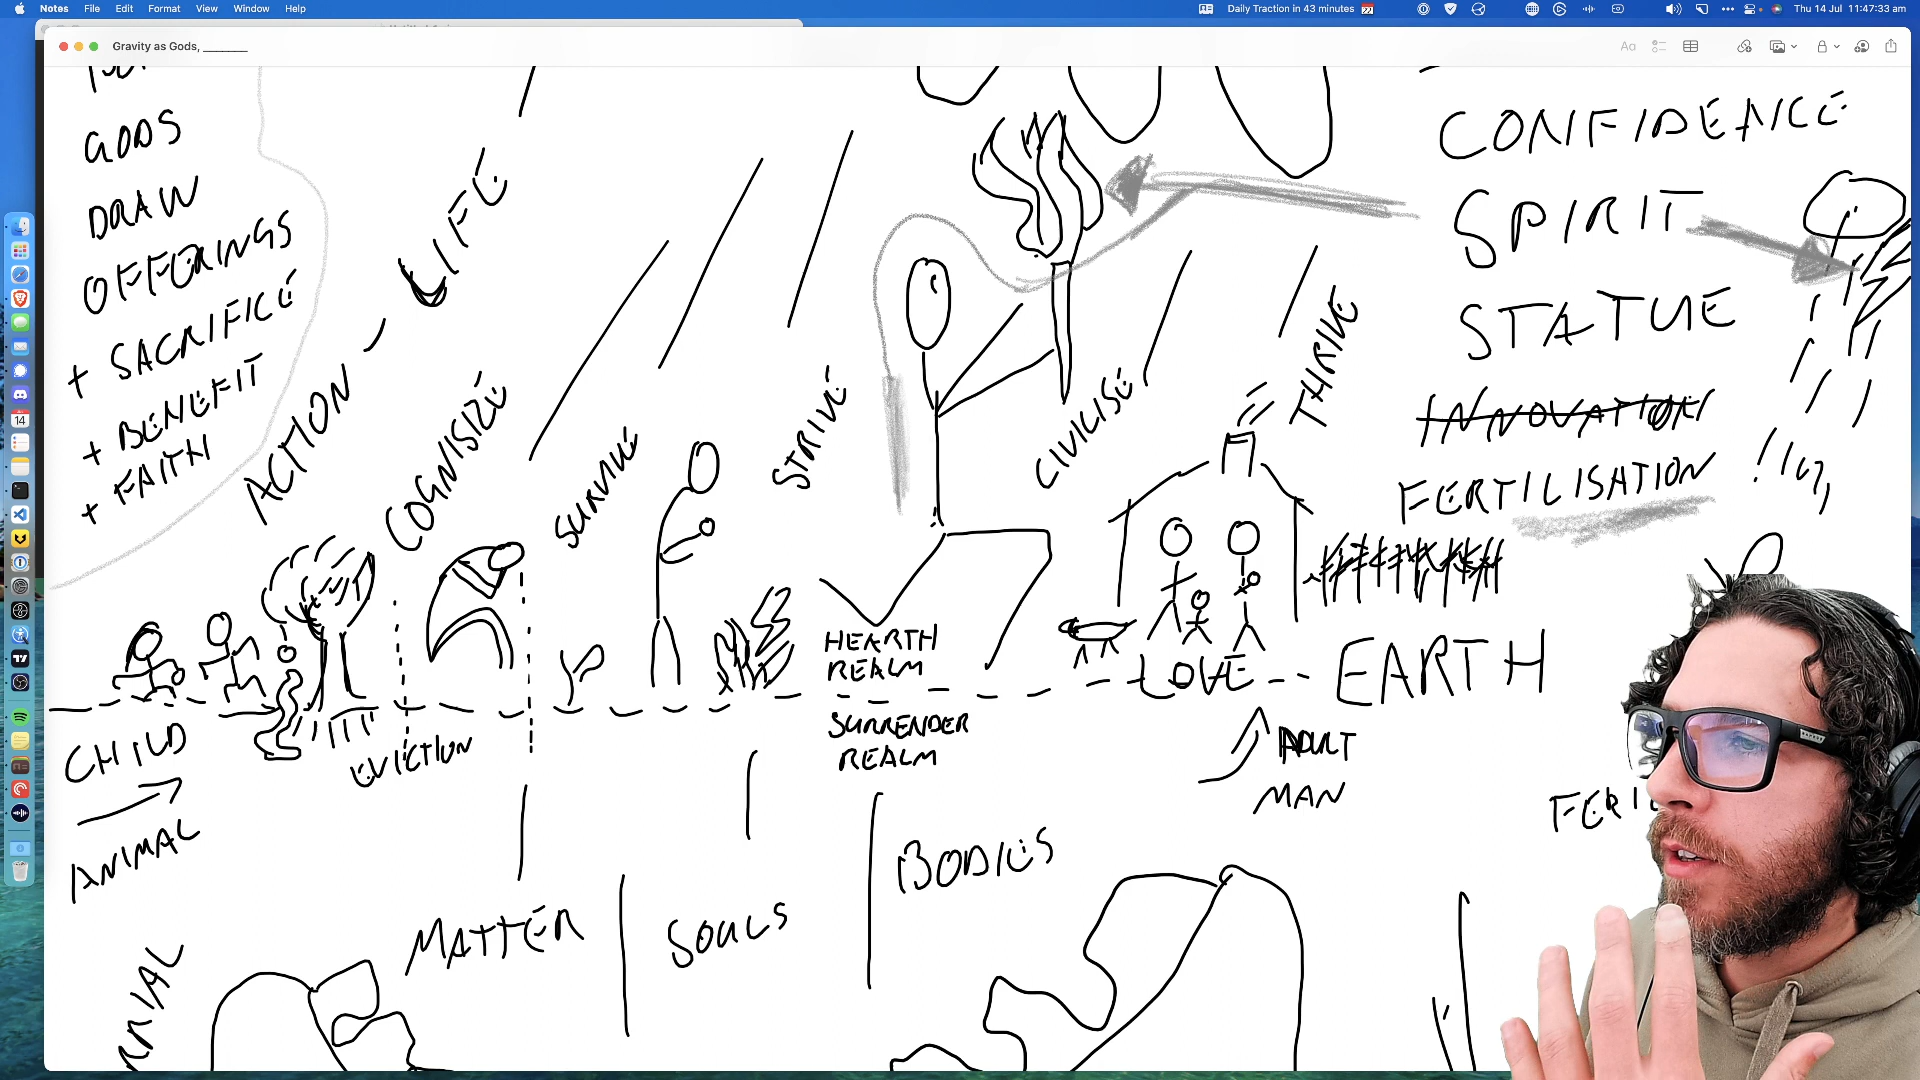 Notes File Edit Format View Window Help
Daily Traction in 43 minutes
Thu 14 Jul 11:47:33 am
Gravity as Gods, ________
GODS
DRAW
OFFERINGS
+ SACRIFICE
+ BENEFIT
+ FAITH
ACTION - LIFE
COGNISIZE
SURVIVE
STRIVE
CIVILISE
THRIVE
CONFIDENCE
SPIRIT
STATUE
INNOVATION
FERTILISATION
HEARTH
REALM
SURRENDER
REALM
LOVE
EARTH
CHILD
ANIMAL
EVICTION
ADULT
MAN
MATTER
SOULS
BODIES